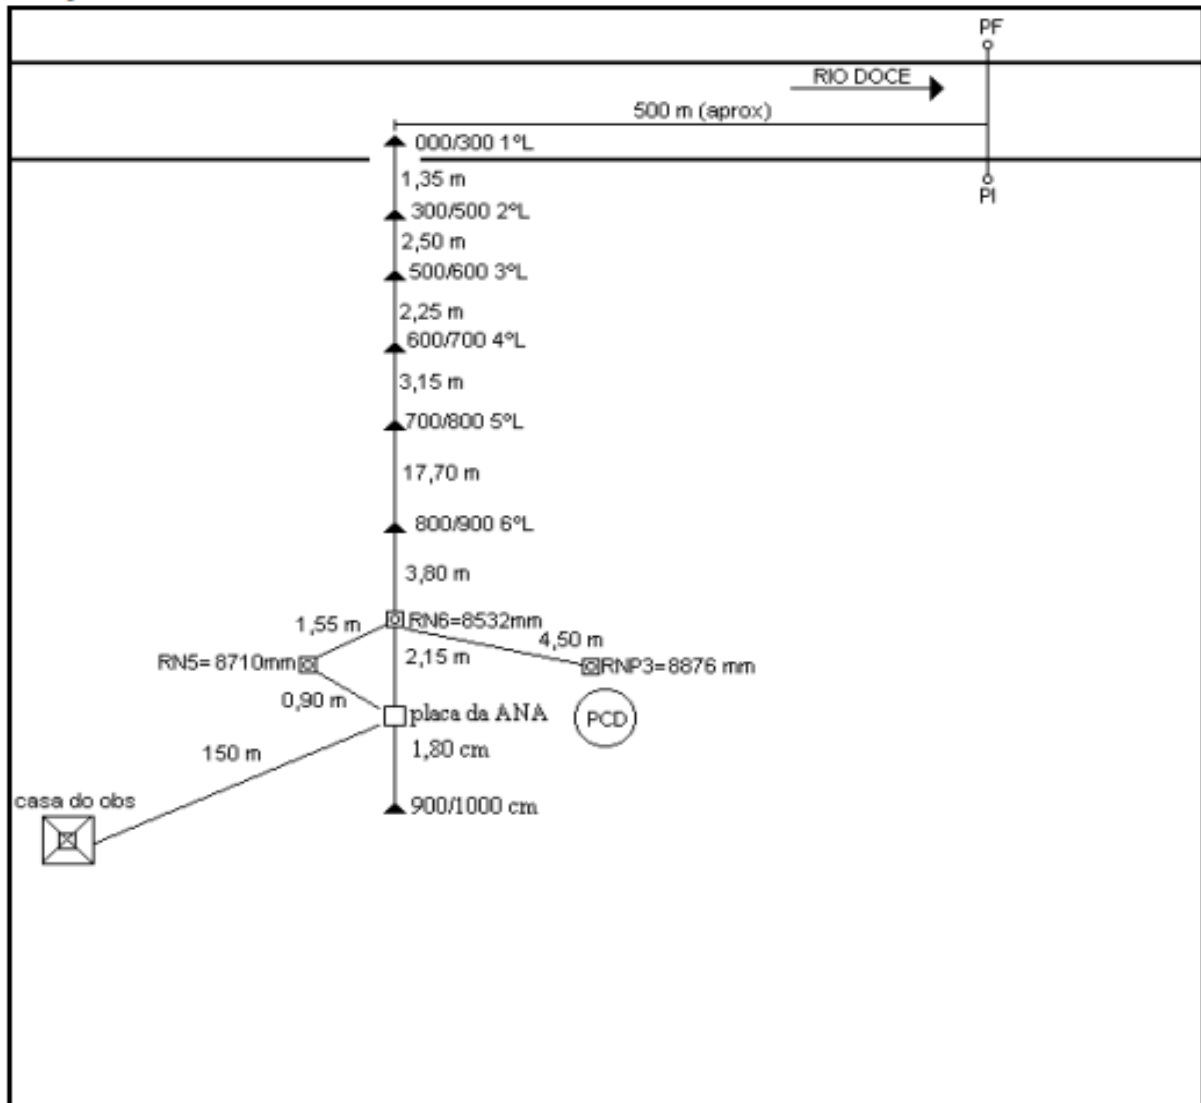 PF
RIO DOCE
500 m (aprox)
000/300 1ºL
1,35 m
PI
300/500 2ºL
2,50 m
500/600 3ºL
2,25 m
600/700 4ºL
3,15 m
700/800 5ºL
17,70 m
800/900 6ºL
3,80 m
RN6=8532mm
1,55 m
4,50 m
RN5= 8710mm
2,15 m
RNP3=8876 mm
0,90 m
placa da ANA
PCD
150 m
1,80 cm
casa do obs
900/1000 cm